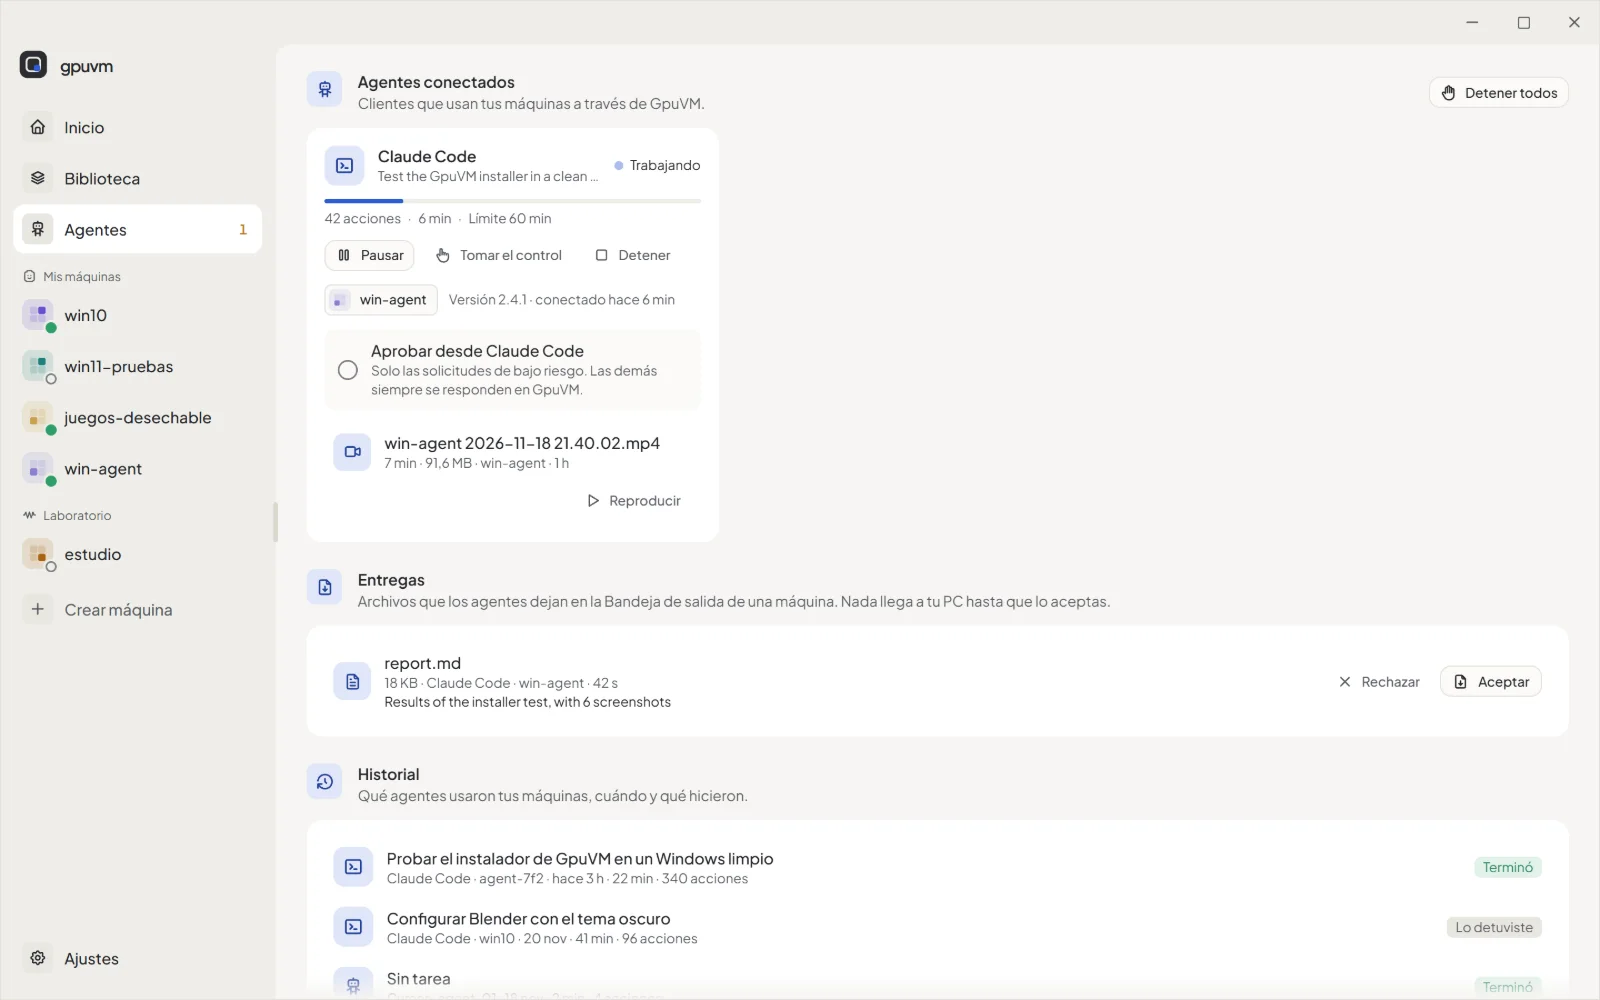 gpuvm
Inicio
Biblioteca
Agentes 1
Mis máquinas
win10
win11-pruebas
juegos-desechable
win-agent
Laboratorio
estudio
Crear máquina
Ajustes
Agentes conectados
Clientes que usan tus máquinas a través de GpuVM.
Detener todos
Claude Code
Test the GpuVM installer in a clean ...
Trabajando
42 acciones · 6 min · Límite 60 min
Pausar Tomar el control Detener
win-agent Versión 2.4.1 · conectado hace 6 min
Aprobar desde Claude Code
Solo las solicitudes de bajo riesgo. Las demás
siempre se responden en GpuVM.
win-agent 2026-11-18 21.40.02.mp4
7 min · 91,6 MB · win-agent · 1 h
Reproducir
Entregas
Archivos que los agentes dejan en la Bandeja de salida de una máquina. Nada llega a tu PC hasta que lo aceptas.
report.md
18 KB · Claude Code · win-agent · 42 s
Results of the installer test, with 6 screenshots
Rechazar Aceptar
Historial
Qué agentes usaron tus máquinas, cuándo y qué hicieron.
Probar el instalador de GpuVM en un Windows limpio
Claude Code · agent-7f2 · hace 3 h · 22 min · 340 acciones
Terminó
Configurar Blender con el tema oscuro
Claude Code · win10 · 20 nov · 41 min · 96 acciones
Lo detuviste
Sin tarea
Terminó